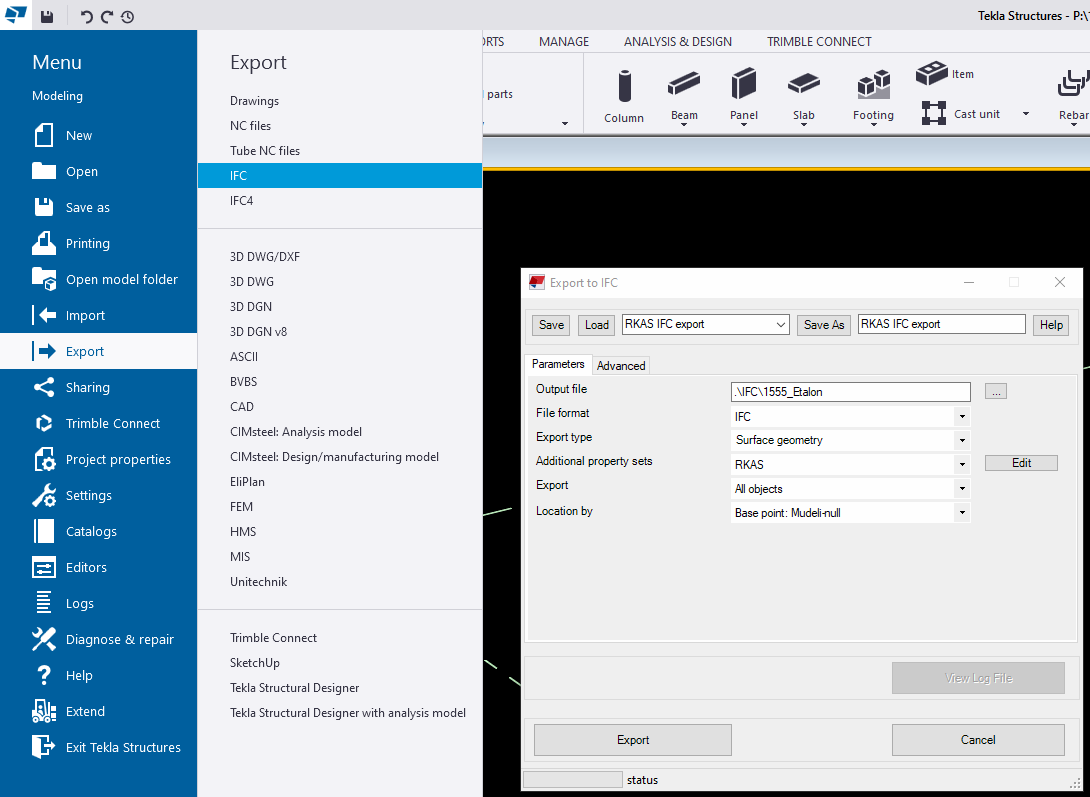 Tekla Structures - P:\
Menu
Modeling
New
Open
Save as
Printing
Open model folder
Import
Export
Sharing
Trimble Connect
Project properties
Settings
Catalogs
Editors
Logs
Diagnose & repair
Help
Extend
Exit Tekla Structures
Export
Drawings
NC files
Tube NC files
IFC
IFC4
3D DWG/DXF
3D DWG
3D DGN
3D DGN v8
ASCII
BVBS
CAD
CIMsteel: Analysis model
CIMsteel: Design/manufacturing model
EliPlan
FEM
HMS
MIS
Unitechnik
Trimble Connect
SketchUp
Tekla Structural Designer
Tekla Structural Designer with analysis model
ORTS MANAGE ANALYSIS & DESIGN TRIMBLE CONNECT
parts
Column Beam Panel Slab Footing
Item
Cast unit
Rebar
Export to IFC
Save Load RKAS IFC export Save As RKAS IFC export Help
Parameters Advanced
Output file .\IFC\1555_Etalon ...
File format IFC
Export type Surface geometry
Additional property sets RKAS Edit
Export All objects
Location by Base point: Mudeli-null
View Log File
Export Cancel
status